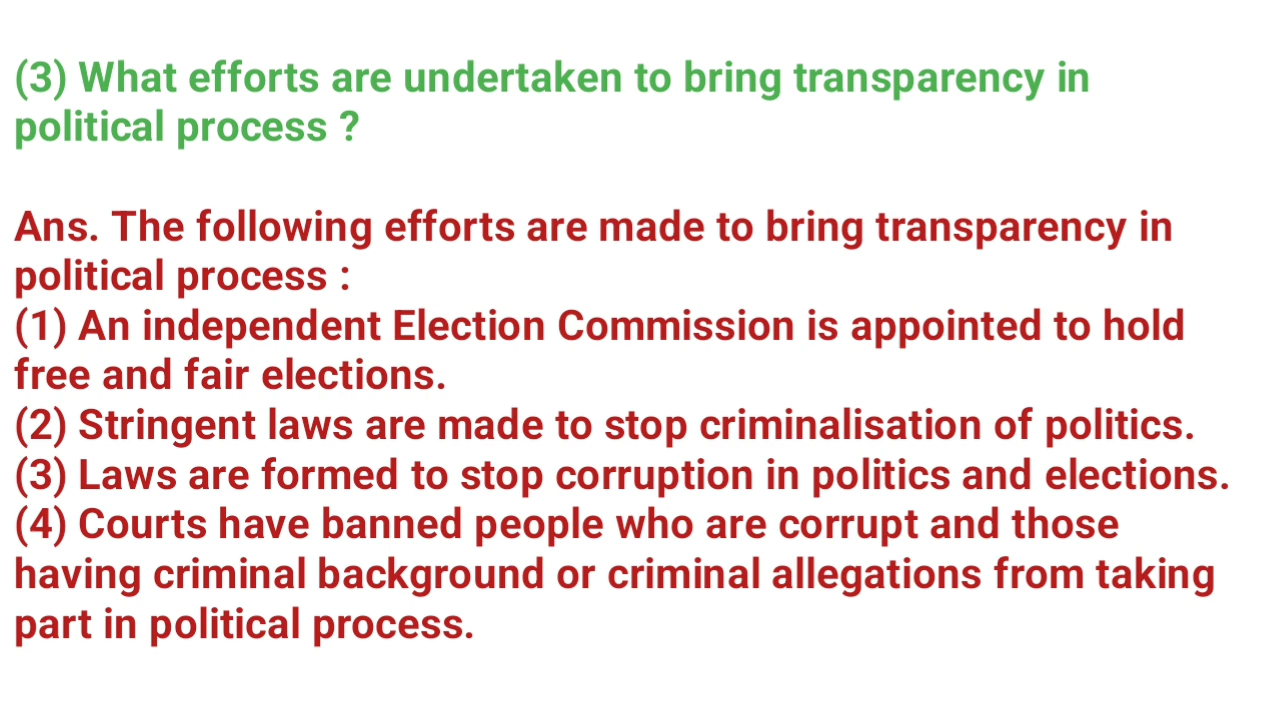 (3) What efforts are undertaken to bring transparency in
political process ?
Ans. The following efforts are made to bring transparency in
political process :
(1) An independent Election Commission is appointed to hold
free and fair elections.
(2) Stringent laws are made to stop criminalisation of politics.
(3) Laws are formed to stop corruption in politics and elections.
(4) Courts have banned people who are corrupt and those
having criminal background or criminal allegations from taking
part in political process.